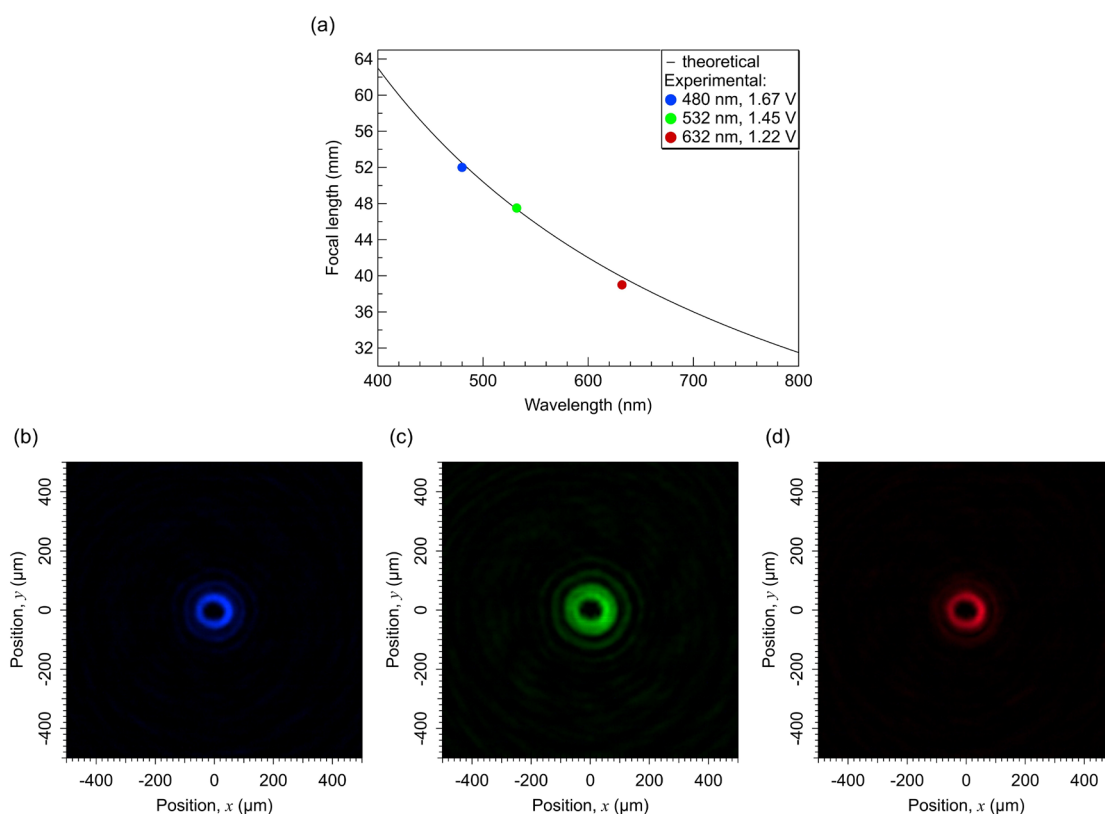 (a)
64
60
56
52
48
44
40
36
32
Focal length (mm)
400 500 600 700 800
Wavelength (nm)
– theoretical
Experimental:
480 nm, 1.67 V
532 nm, 1.45 V
632 nm, 1.22 V
(b)
400
200
0
-200
-400
Position, y (µm)
-400 -200 0 200 400
Position, x (µm)
(c)
400
200
0
-200
-400
Position, y (µm)
-400 -200 0 200 400
Position, x (µm)
(d)
400
200
0
-200
-400
Position, y (µm)
-400 -200 0 200 400
Position, x (µm)